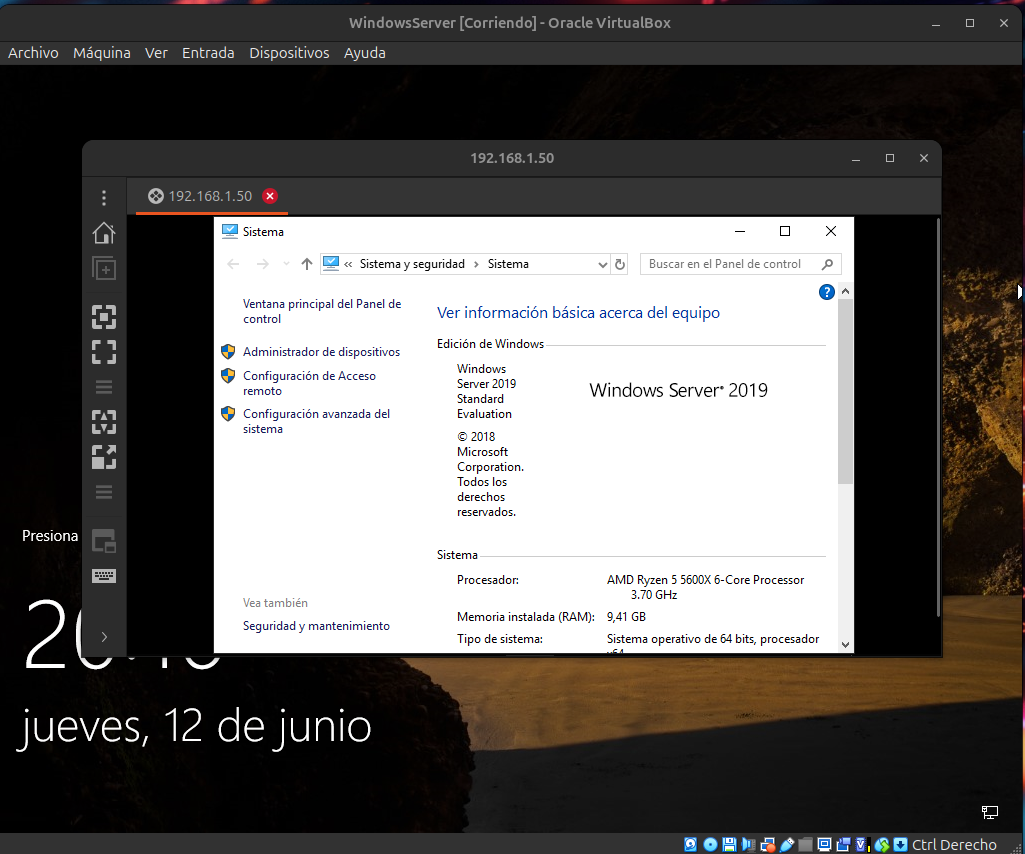 WindowsServer [Corriendo] - Oracle VirtualBox
Archivo Máquina Ver Entrada Dispositivos Ayuda
192.168.1.50
192.168.1.50
Sistema
« Sistema y seguridad › Sistema
Buscar en el Panel de control
Ventana principal del Panel de
control
Administrador de dispositivos
Configuración de Acceso
remoto
Configuración avanzada del
sistema
Vea también
Seguridad y mantenimiento
?
Ver información básica acerca del equipo
Edición de Windows
Windows
Server 2019
Standard
Evaluation
© 2018
Microsoft
Corporation.
Todos los
derechos
reservados.
Windows Server® 2019
Sistema
Procesador: AMD Ryzen 5 5600X 6-Core Processor
3.70 GHz
Memoria instalada (RAM): 9,41 GB
Tipo de sistema: Sistema operativo de 64 bits, procesador
x64
Presiona
jueves, 12 de junio
Ctrl Derecho